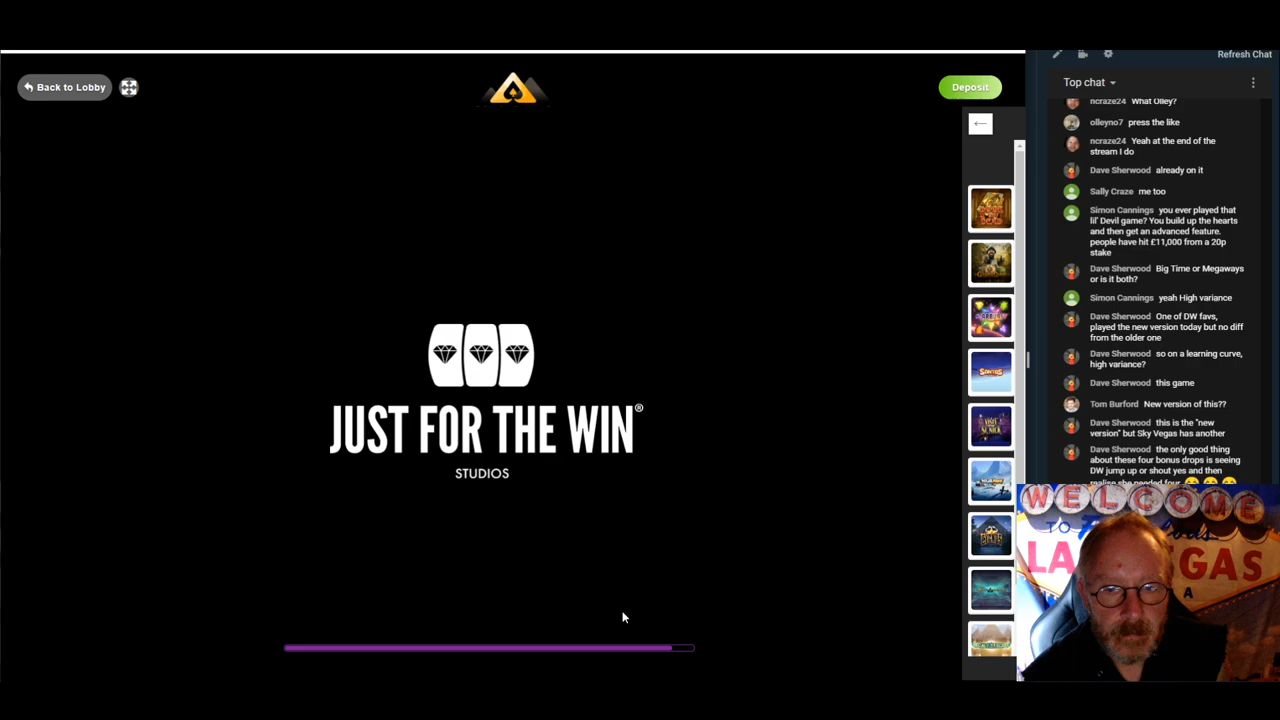 Refresh Chat
Back to Lobby
Deposit
Top chat
ncraze24 What Olley?
olleyno7 press the like
ncraze24 Yeah at the end of the
stream I do
Dave Sherwood already on it
Sally Craze me too
Simon Cannings you ever played that
lil' Devil game? You build up the hearts
and then get an advanced feature.
people have hit £11,000 from a 20p
stake
Dave Sherwood Big Time or Megaways
or is it both?
Simon Cannings yeah High variance
Dave Sherwood One of DW favs,
played the new version today but no diff
from the older one
Dave Sherwood so on a learning curve,
high variance?
Dave Sherwood this game
Tom Burford New version of this??
Dave Sherwood this is the "new
version" but Sky Vegas has another
Dave Sherwood the only good thing
about these four bonus drops is seeing
DW jump up or shout yes and then
realise she needed four
JUST FOR THE WIN®
STUDIOS
WELCOME
TO
LA VEGAS